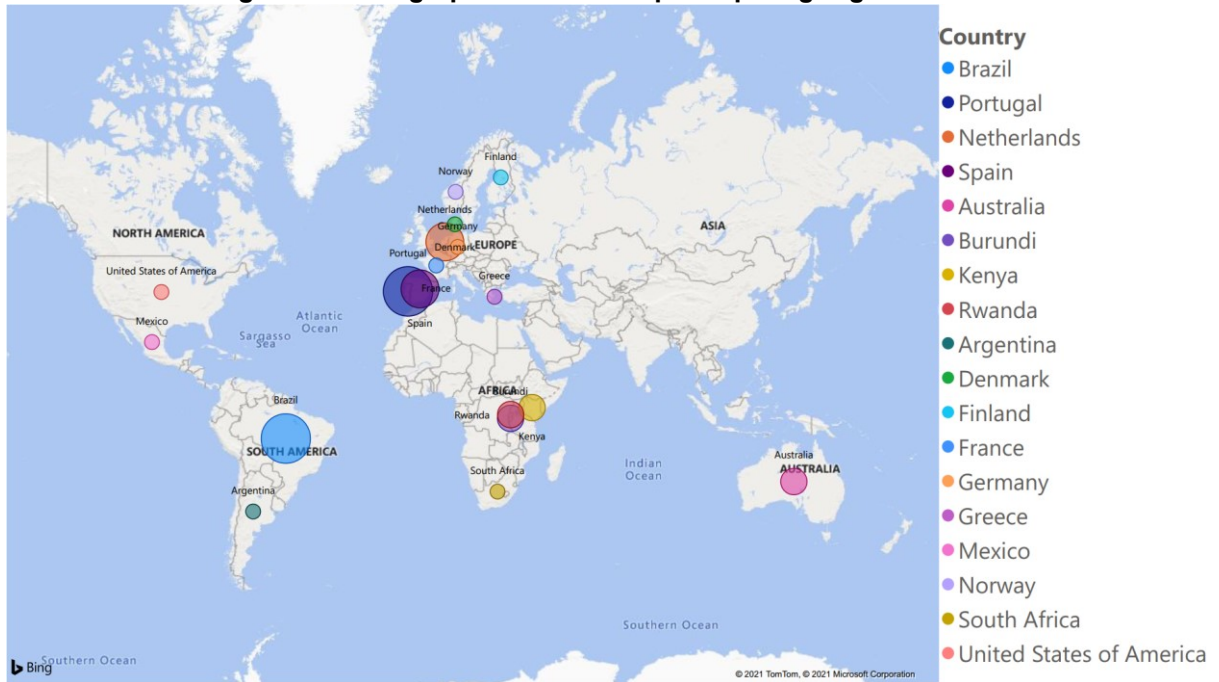 Country
Brazil
Portugal
Netherlands
Spain
Australia
Burundi
Kenya
Rwanda
Argentina
Denmark
Finland
France
Germany
Greece
Mexico
Norway
South Africa
United States of America
Finland
Norway
Netherlands
Germany
Denmark
EUROPE
ASIA
NORTH AMERICA
Portugal
United States of America
France
Greece
Spain
Mexico
Atlantic
Ocean
Sargasso
Sea
Brazil
SOUTH AMERICA
Argentina
AFRICA
Rwanda
Kenya
South Africa
Indian
Ocean
Australia
AUSTRALIA
Southern Ocean
Southern Ocean
Bing
© 2021 TomTom, © 2021 Microsoft Corporation